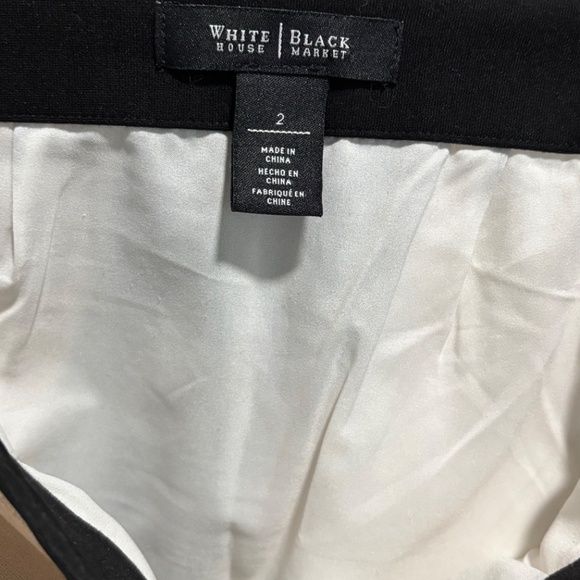 WHITE | BLACK
HOUSE | MARKET
2
MADE IN
CHINA
HECHO EN
CHINA
FABRIQUÉ EN
CHINE